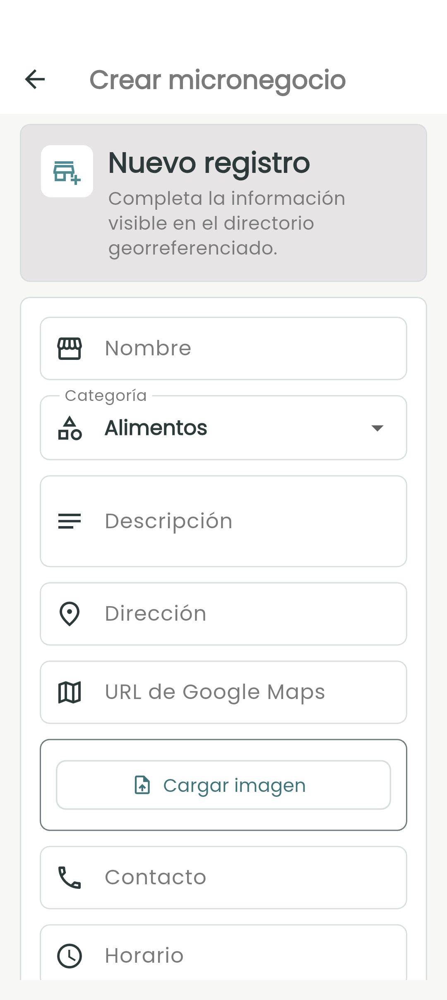 Crear micronegocio
Nuevo registro
Completa la información
visible en el directorio
georreferenciado.
Nombre
Categoría
Alimentos
Descripción
Dirección
URL de Google Maps
Cargar imagen
Contacto
Horario